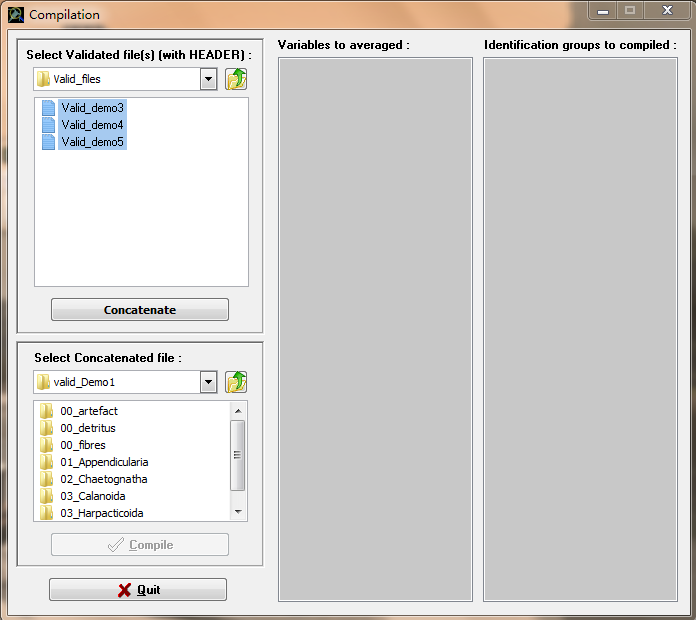 Compilation
Select Validated file(s) (with HEADER) :
Valid_files
Valid_demo3
Valid_demo4
Valid_demo5
Concatenate
Select Concatenated file :
valid_Demo1
00_artefact
00_detritus
00_fibres
01_Appendicularia
02_Chaetognatha
03_Calanoida
03_Harpacticoida
Compile
Quit
Variables to averaged :
Identification groups to compiled :